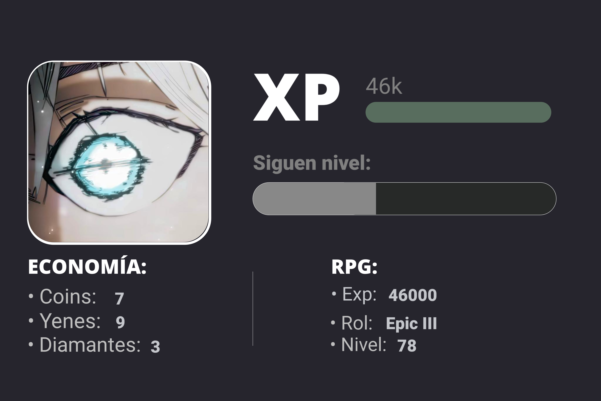 XP 46k
Siguen nivel:
ECONOMÍA:
• Coins: 7
• Yenes: 9
• Diamantes: 3
RPG:
• Exp: 46000
• Rol: Epic III
• Nivel: 78